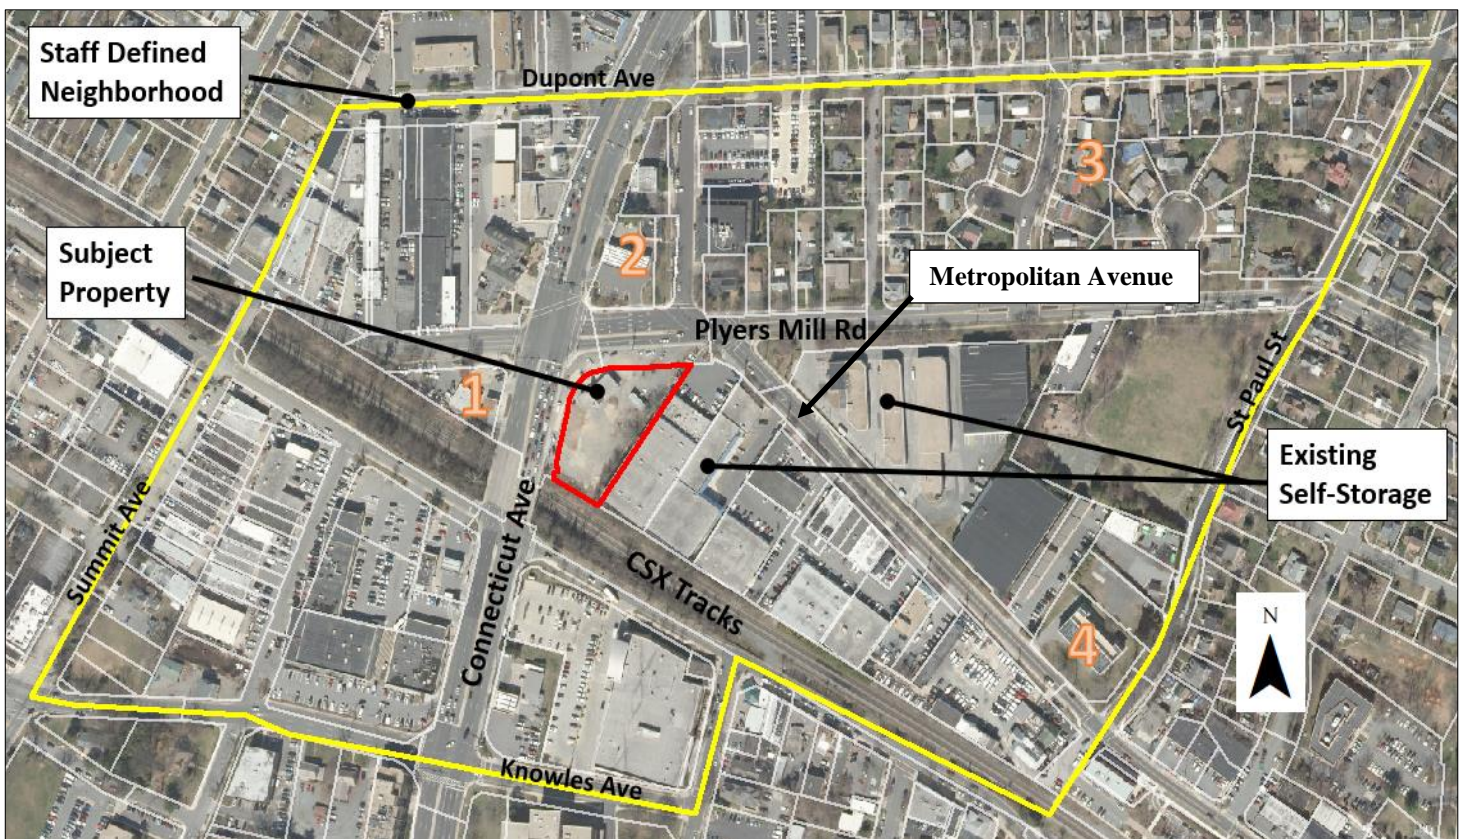 Staff Defined
Neighborhood
Dupont Ave
3
2
Subject
Property
Metropolitan Avenue
Plyers Mill Rd
1
St Paul St
Existing
Self-Storage
Summit Ave
Connecticut Ave
CSX Tracks
N
4
Knowles Ave